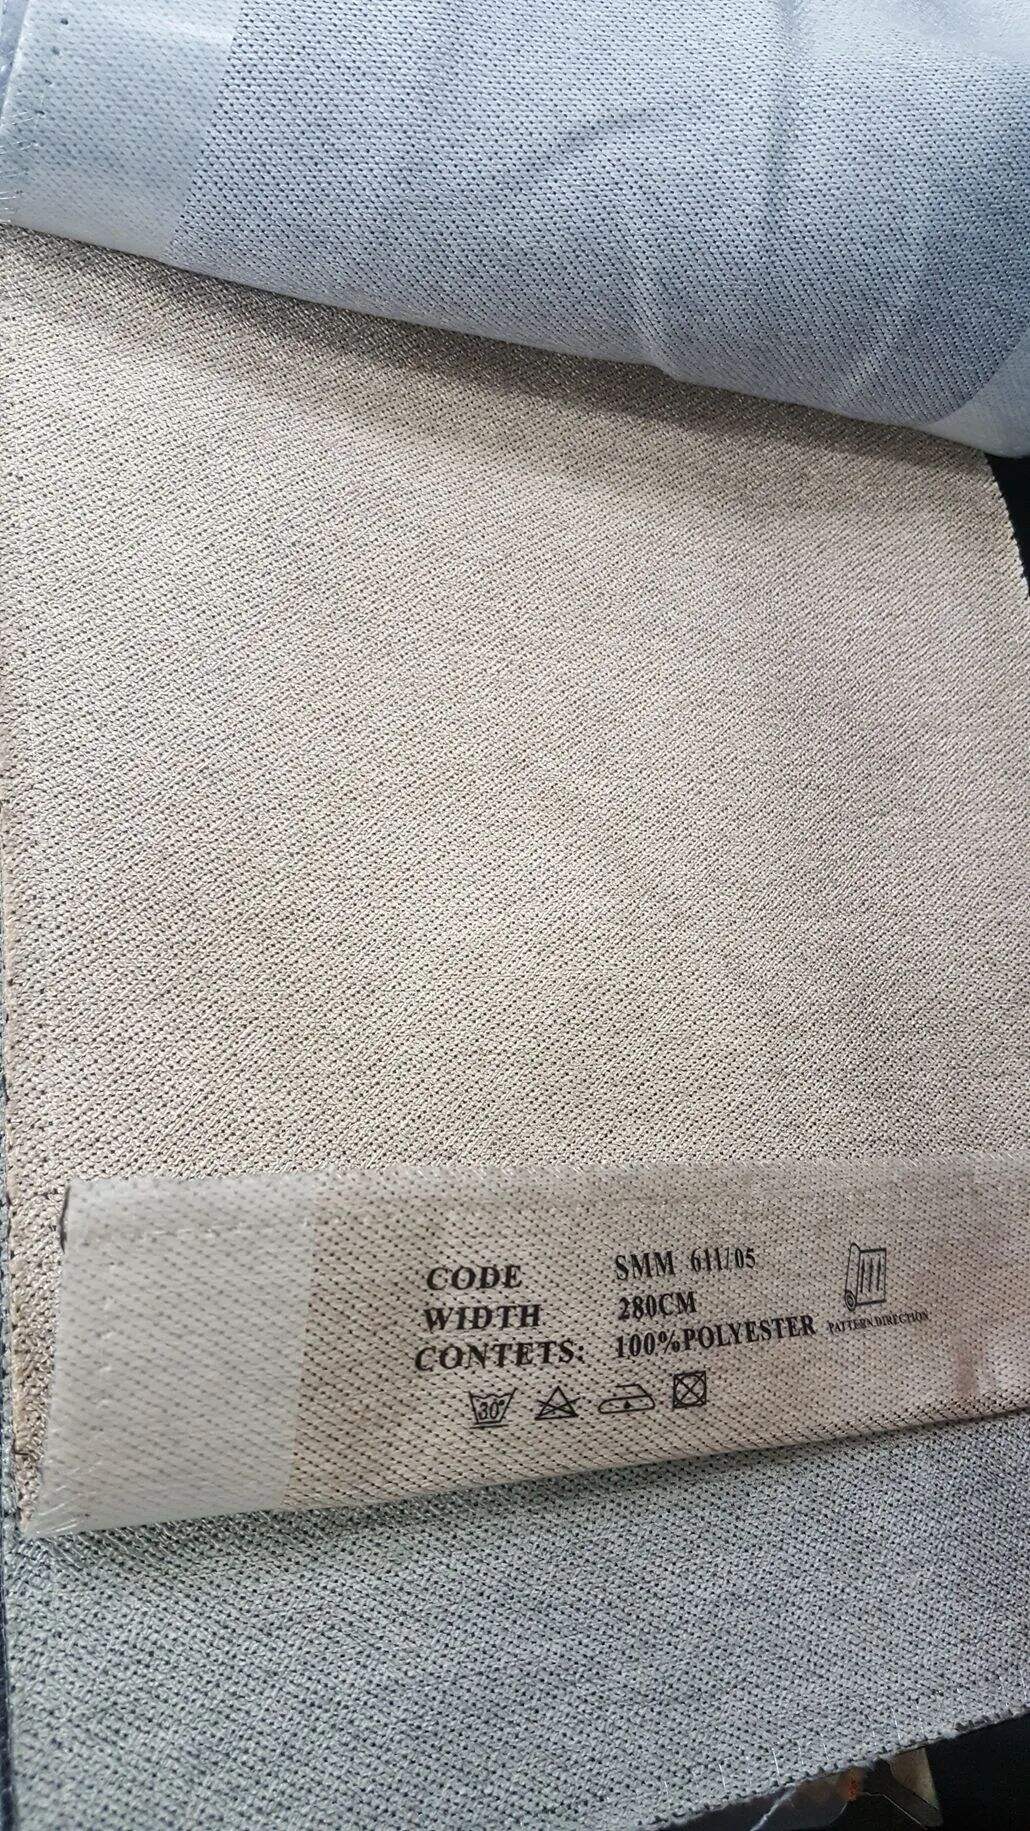 CODE SMM 611/05
WIDTH 280CM
CONTETS: 100%POLYESTER
PATTERN DIRECTION
30°